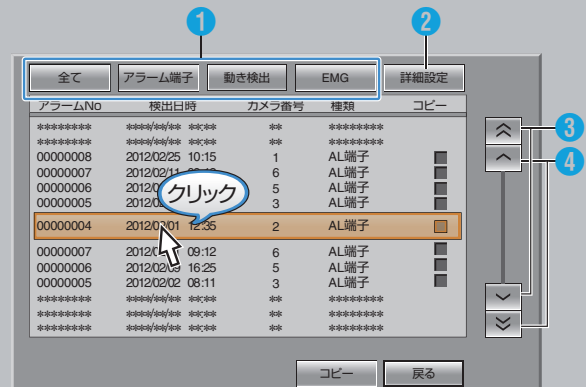 1 2
全て アラーム端子 動き検出 EMG 詳細設定
アラームNo 検出日時 カメラ番号 種類 コピー
******** ****/**/** **:** ** ********
******** ****/**/** **:** ** ********
00000008 2012/02/25 10:15 1 AL端子
00000007 6 AL端子
00000006 5 AL端子
00000005 3 AL端子
クリック
00000004 2 AL端子
00000007 09:12 6 AL端子
00000006 16:25 5 AL端子
00000005 2012/02/02 08:11 3 AL端子
******** ****/**/** **:** ** ********
******** ****/**/** **:** ** ********
******** ****/**/** **:** ** ********
3
4
コピー 戻る